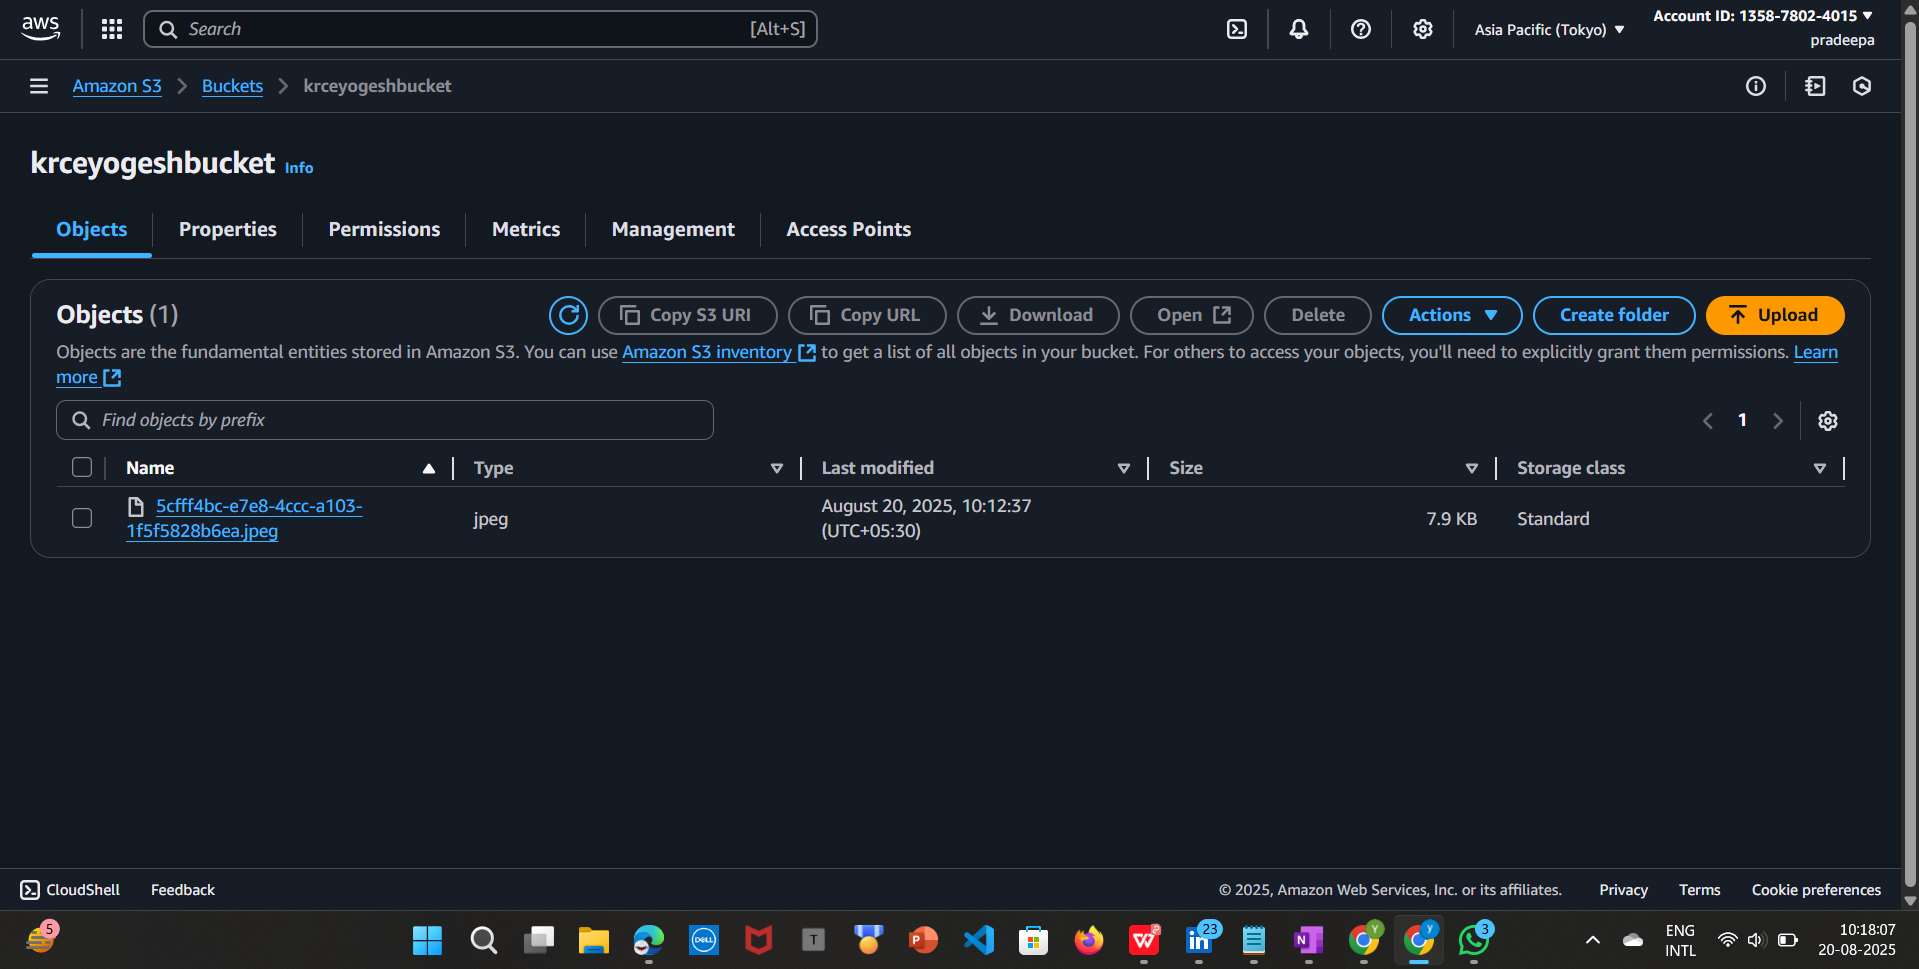 aws
Search
[Alt+S]
Asia Pacific (Tokyo)
Account ID: 1358-7802-4015
pradeepa
Amazon S3
Buckets
krceyogeshbucket
krceyogeshbucket
Info
Objects
Properties
Permissions
Metrics
Management
Access Points
Objects (1)
Copy S3 URI
Copy URL
Download
Open
Delete
Actions
Create folder
Upload
Objects are the fundamental entities stored in Amazon S3. You can use Amazon S3 inventory to get a list of all objects in your bucket. For others to access your objects, you'll need to explicitly grant them permissions. Learn
more
Find objects by prefix
1
Name
Type
Last modified
Size
Storage class
5cfff4bc-e7e8-4ccc-a103-
1f5f5828b6ea.jpeg
jpeg
August 20, 2025, 10:12:37
(UTC+05:30)
7.9 KB
Standard
CloudShell
Feedback
© 2025, Amazon Web Services, Inc. or its affiliates.
Privacy
Terms
Cookie preferences
5
DELL
T
P
W
P
in
23
N
Y
y
3
ENG
INTL
10:18:07
20-08-2025